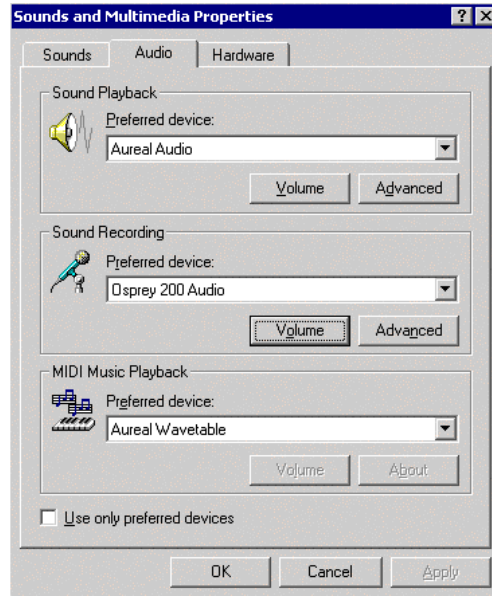 Sounds and Multimedia Properties
Sounds Audio Hardware
Sound Playback
Preferred device:
Aureal Audio
Volume Advanced
Sound Recording
Preferred device:
Osprey 200 Audio
Volume Advanced
MIDI Music Playback
Preferred device:
Aureal Wavetable
Volume About
Use only preferred devices
OK Cancel Apply